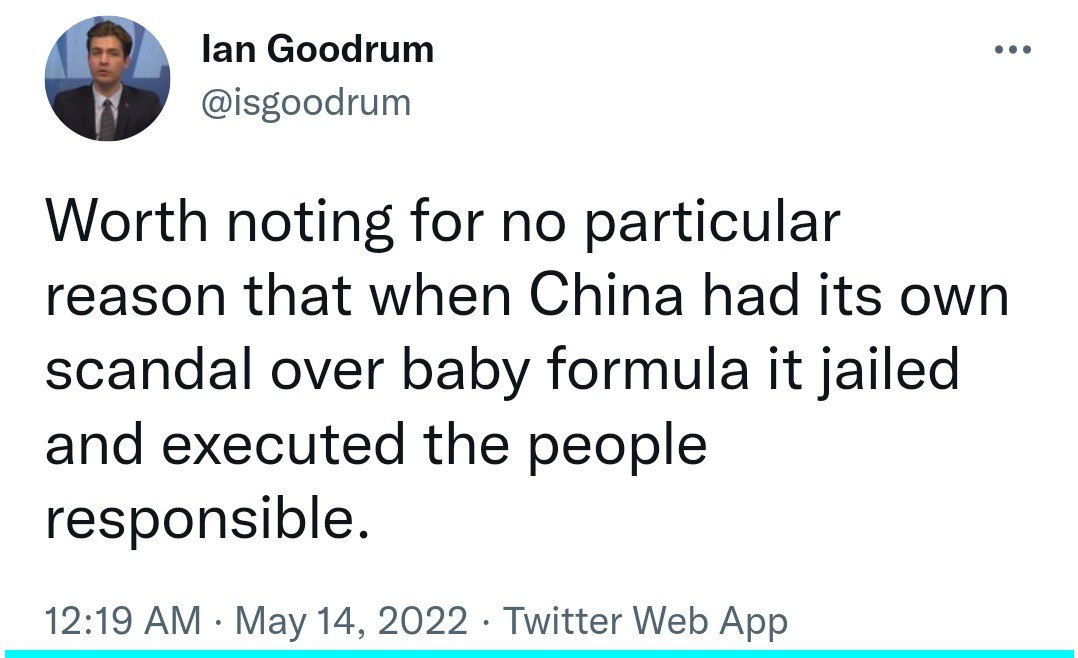 Ian Goodrum
@isgoodrum
Worth noting for no particular
reason that when China had its own
scandal over baby formula it jailed
and executed the people
responsible.
12:19 AM · May 14, 2022 · Twitter Web App